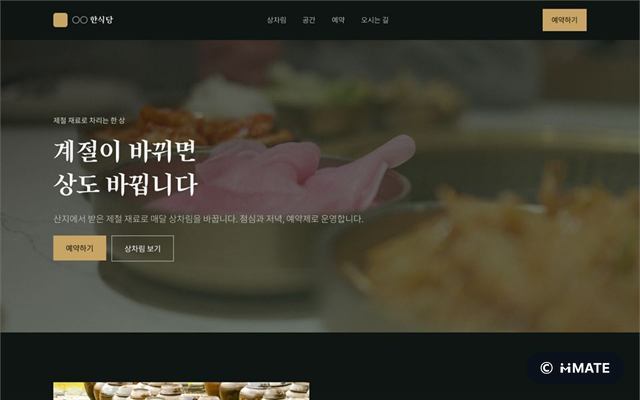 ○○ 한식당
상차림
공간
예약
오시는 길
예약하기
제철 재료로 차리는 한 상
계절이 바뀌면
상도 바뀝니다
산지에서 받은 제철 재료로 매달 상차림을 바꿉니다. 점심과 저녁, 예약제로 운영합니다.
예약하기
상차림 보기
© MMATE